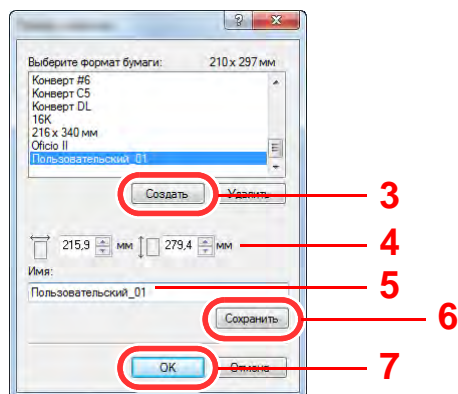 Выберите формат бумаги: 210 x 297 мм
Конверт #6
Конверт C5
Конверт DL
16K
216 x 340 мм
Oficio II
Пользовательский_01
Создать Удалить 3
215,9 мм 279,4 мм 4
Имя:
Пользовательский_01 5
Сохранить 6
OK Отмена 7